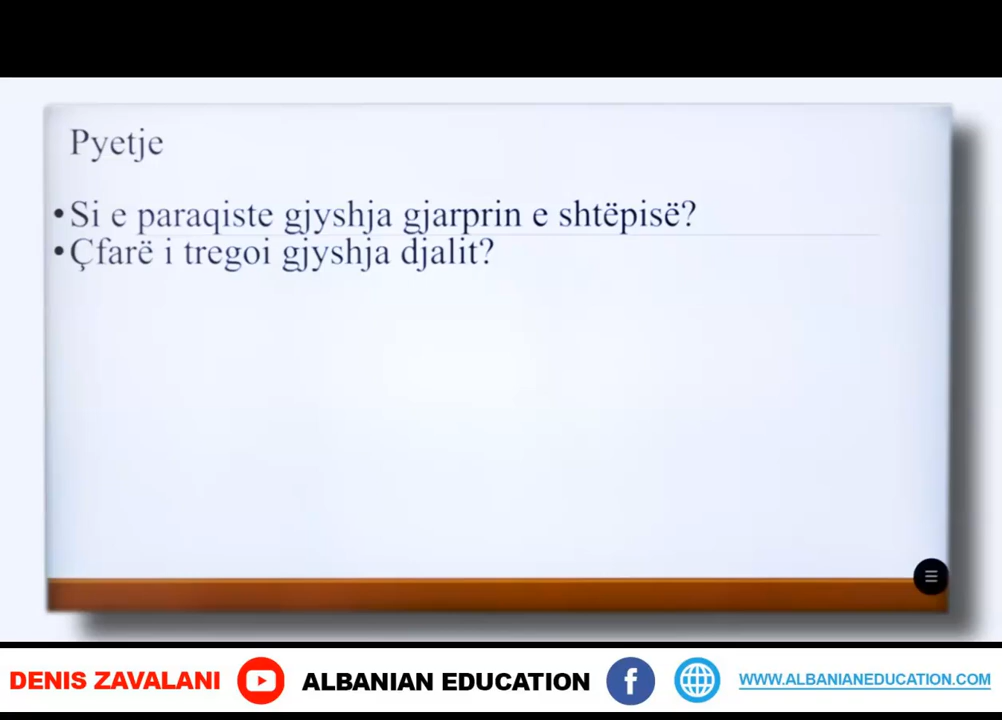 Pyetje
•Si e paraqiste gjyshja gjarprin e shtëpisë?
•Çfarë i tregoi gjyshja djalit?
DENIS ZAVALANI ALBANIAN EDUCATION f WWW.ALBANIANEDUCATION.COM